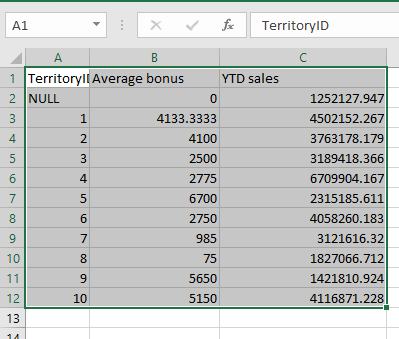 A1 fx TerritoryID
A B C
1 TerritoryID Average bonus YTD sales
2 NULL 0 1252127.947
3 1 4133.3333 4502152.267
4 2 4100 3763178.179
5 3 2500 3189418.366
6 4 2775 6709904.167
7 5 6700 2315185.611
8 6 2750 4058260.183
9 7 985 3121616.32
10 8 75 1827066.712
11 9 5650 1421810.924
12 10 5150 4116871.228
13
14